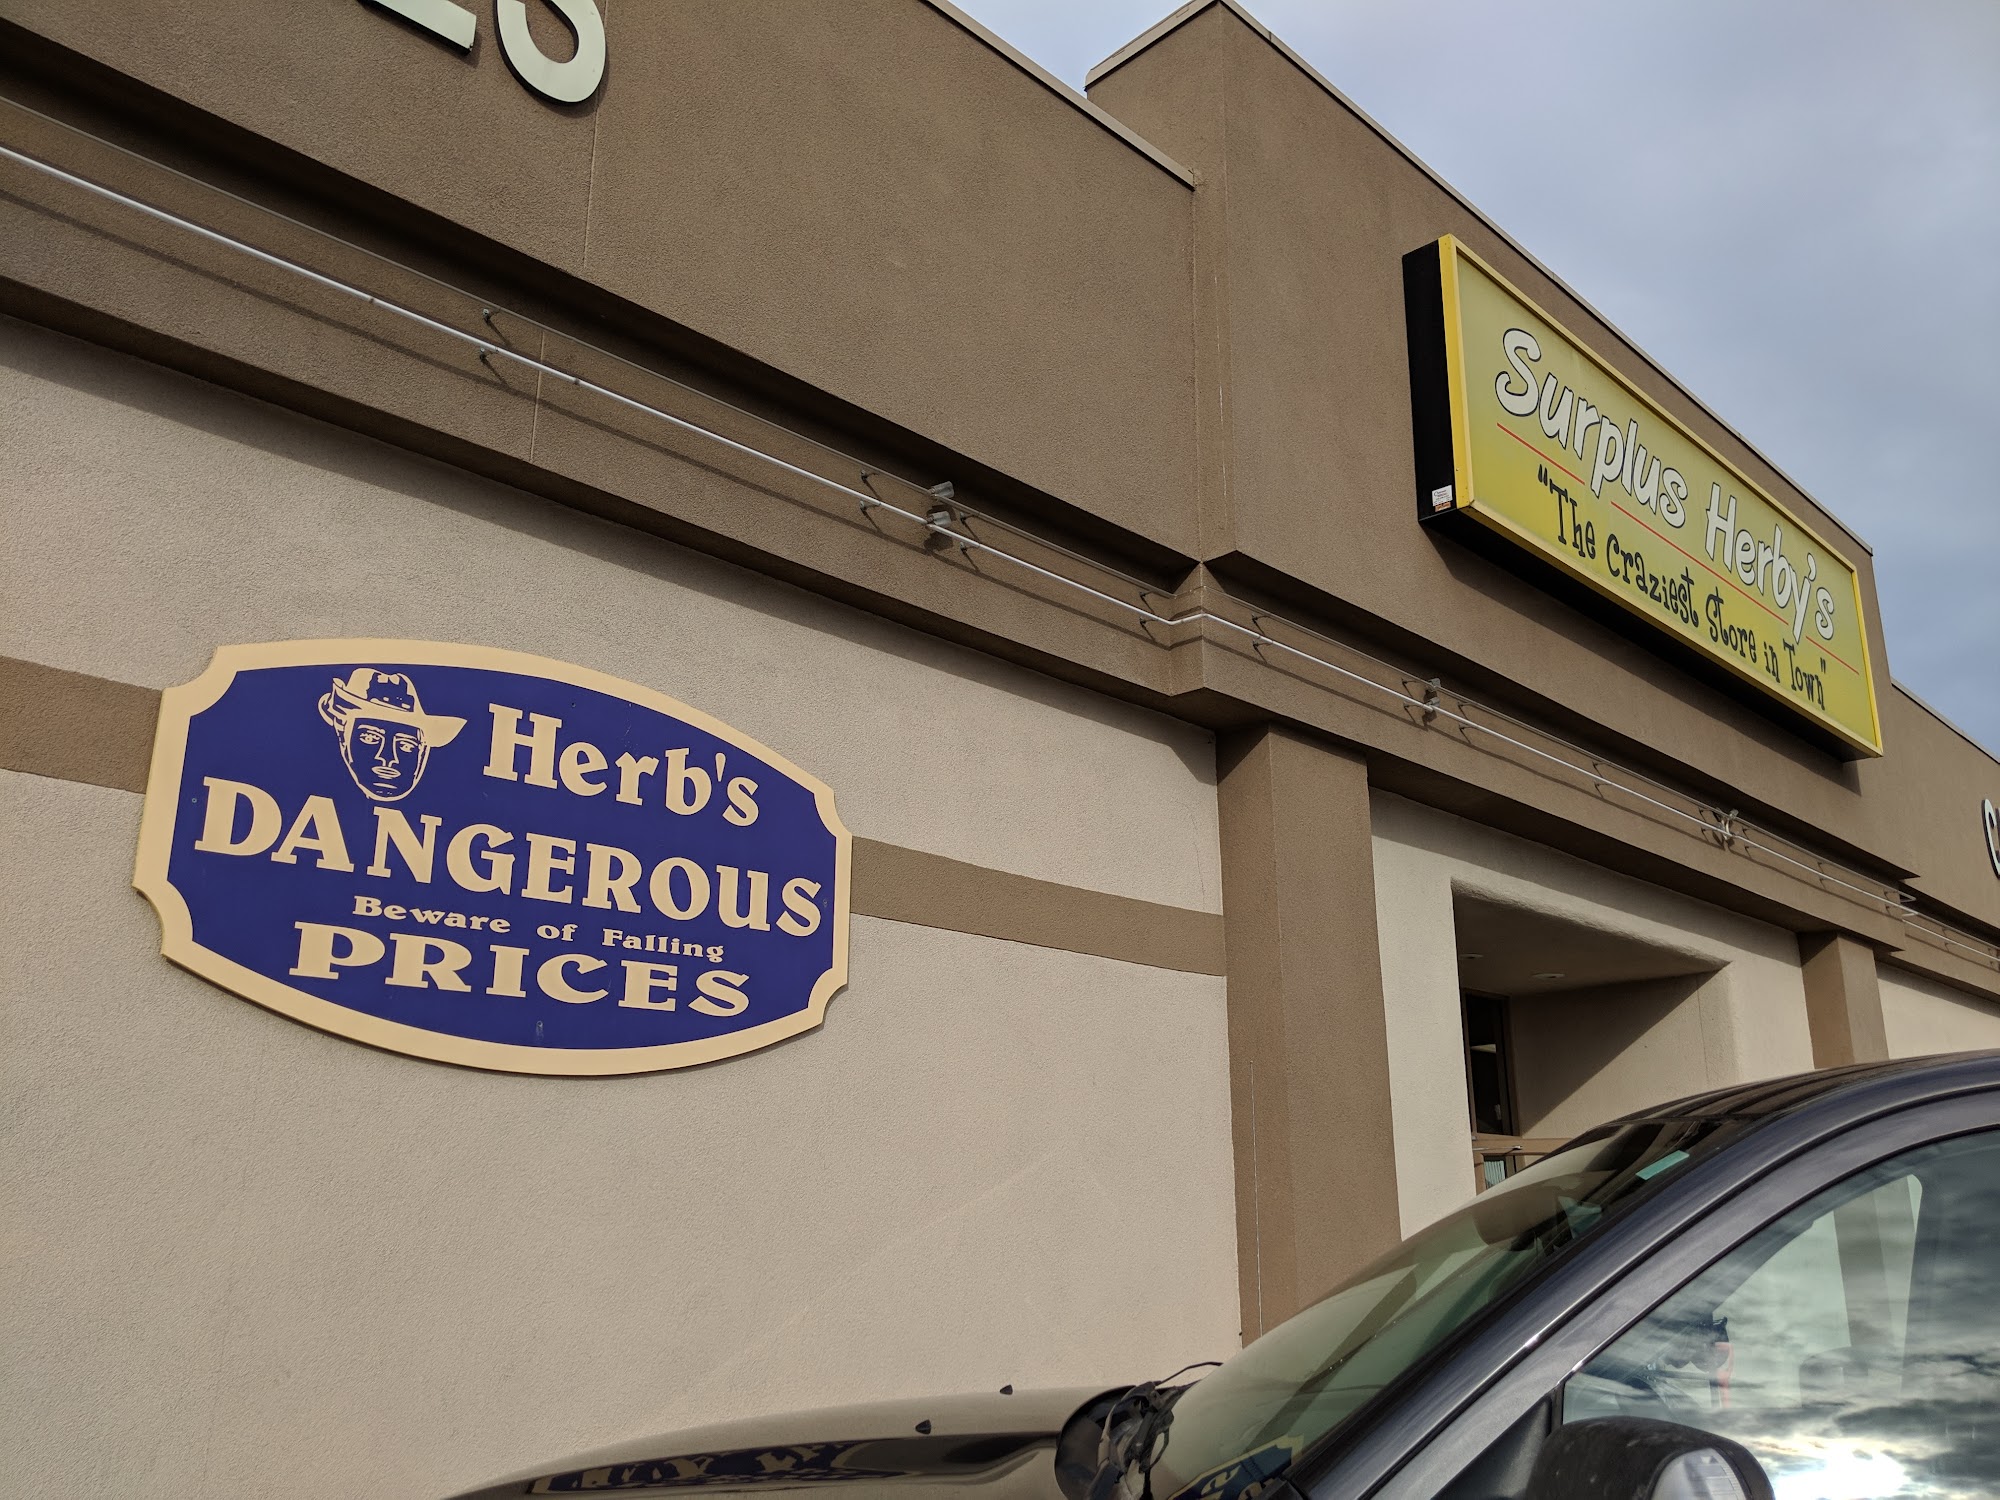 Herb's
DANGEROUS
Beware of Falling
PRICES
Surplus Herby's
"The Craziest Store in Town"